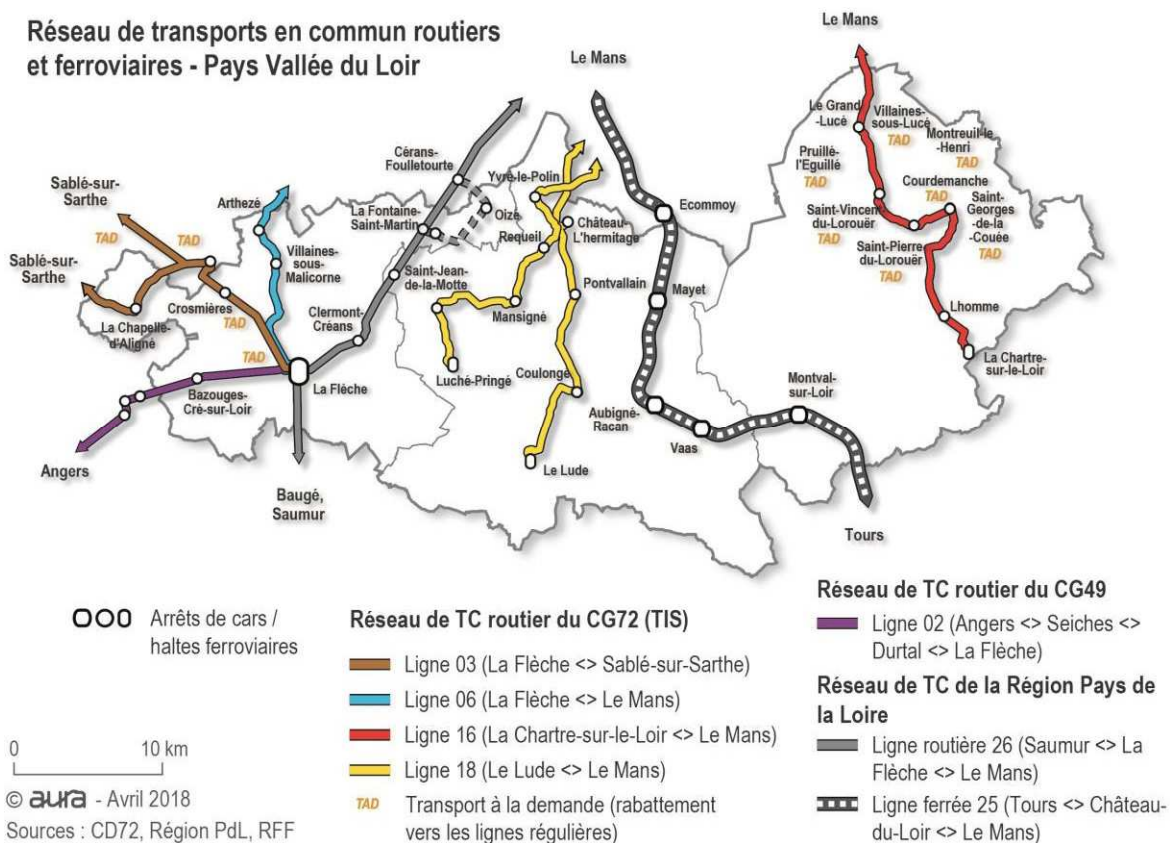 Réseau de transports en commun routiers
et ferroviaires - Pays Vallée du Loir
Le Mans
Le Mans
Le Grand
-Lucé
Villaines-
sous-Lucé
TAD
Montreuil-le
-Henri
TAD
Pruillé
-l'Eguillé
TAD
Courdemanche
TAD
Cérans-
Foulletourte
Yvré-le-Polin
Sablé-sur-
Sarthe
Arthezé
TAD
TAD
La Fontaine-
Saint-Martin
Oizé
Château-
L'hermitage
Requeil
Ecommoy
Saint-Vincent
du-Lorouër
TAD
Saint-
Georges
-de-la
-Couée
TAD
Saint-Pierre
du-Lorouër
TAD
Villaines-
sous-
Malicorne
Sablé-sur-
Sarthe
Saint-Jean-
de-la-Motte
Pontvallain
Mayet
Crosmières
TAD
Mansigné
Lhomme
La Chapelle-
d'Aligné
Clermont-
Créans
TAD
La Chartre-
sur-le-Loir
Luché-Pringé
Coulongé
Bazouges-
Cré-sur-Loir
La Flèche
Montval-
sur-Loir
Aubigné-
Racan
Vaas
Le Lude
Angers
Baugé,
Saumur
Tours
Arrêts de cars /
haltes ferroviaires
Réseau de TC routier du CG72 (TIS)
Ligne 03 (La Flèche <> Sablé-sur-Sarthe)
Ligne 06 (La Flèche <> Le Mans)
Ligne 16 (La Chartre-sur-le-Loir <> Le Mans)
Ligne 18 (Le Lude <> Le Mans)
TAD Transport à la demande (rabattement
vers les lignes régulières)
Réseau de TC routier du CG49
Ligne 02 (Angers <> Seiches <>
Durtal <> La Flèche)
Réseau de TC de la Région Pays de
la Loire
Ligne routière 26 (Saumur <> La
Flèche <> Le Mans)
Ligne ferrée 25 (Tours <> Château-
du-Loir <> Le Mans)
0 10 km
© aura - Avril 2018
Sources : CD72, Région PdL, RFF